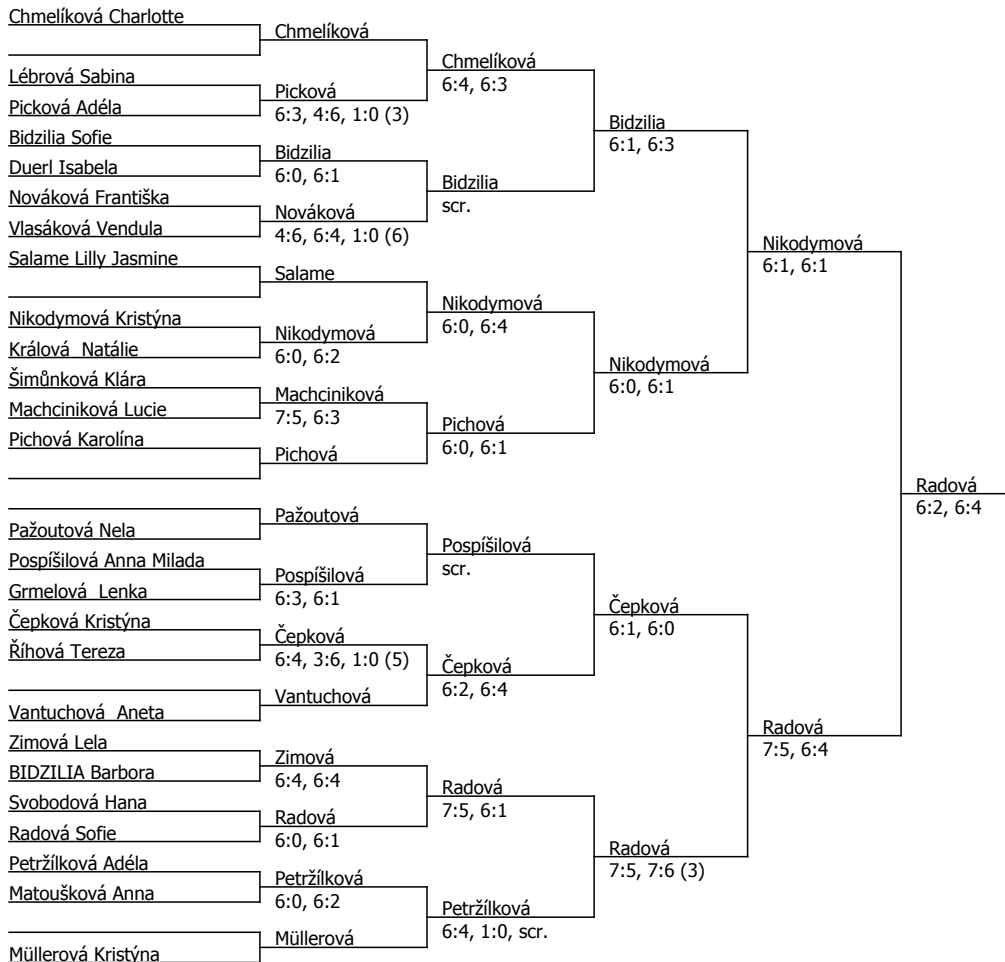 Chmelíková Charlotte
Lébrová Sabina
Picková Adéla
Bidzilia Sofie
Duerl Isabela
Nováková Františka
Vlasáková Vendula
Salame Lilly Jasmine
Nikodymová Kristýna
Králová  Natálie
Šimůnková Klára
Machciniková Lucie
Pichová Karolína
Pažoutová Nela
Pospíšilová Anna Milada
Grmelová  Lenka
Čepková Kristýna
Říhová Tereza
Vantuchová  Aneta
Zimová Lela
BIDZILIA Barbora
Svobodová Hana
Radová Sofie
Petržílková Adéla
Matoušková Anna
Müllerová Kristýna
Chmelíková
Picková
6:3, 4:6, 1:0 (3)
Bidzilia
6:0, 6:1
Nováková
4:6, 6:4, 1:0 (6)
Salame
Nikodymová
6:0, 6:2
Machciniková
7:5, 6:3
Pichová
Pažoutová
Pospíšilová
6:3, 6:1
Čepková
6:4, 3:6, 1:0 (5)
Vantuchová
Zimová
6:4, 6:4
Radová
6:0, 6:1
Petržílková
6:0, 6:2
Müllerová
Chmelíková
6:4, 6:3
Bidzilia
scr.
Nikodymová
6:0, 6:4
Pichová
6:0, 6:1
Pospíšilová
scr.
Čepková
6:2, 6:4
Radová
7:5, 6:1
Petržílková
6:4, 1:0, scr.
Bidzilia
6:1, 6:3
Nikodymová
6:0, 6:1
Čepková
6:1, 6:0
Radová
7:5, 7:6 (3)
Nikodymová
6:1, 6:1
Radová
7:5, 6:4
Radová
6:2, 6:4